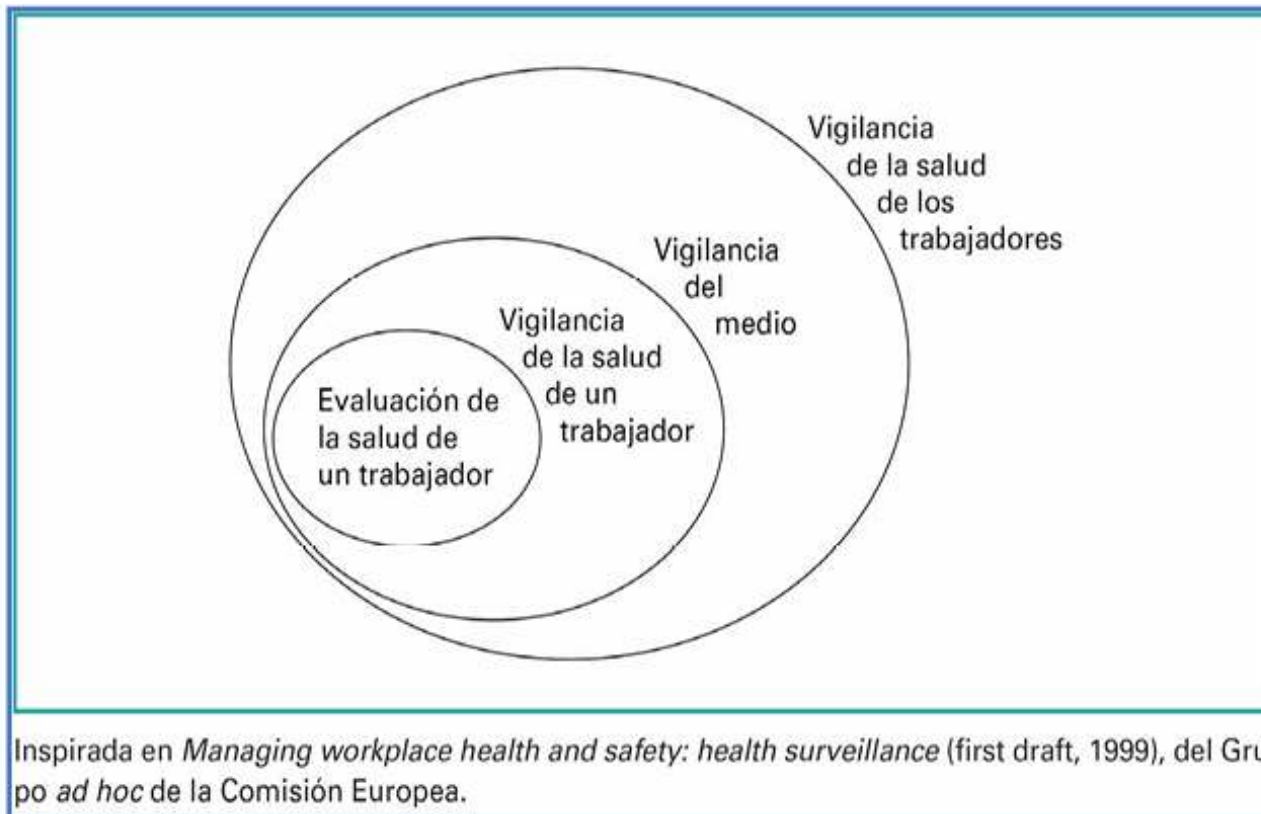 Vigilancia
de la salud
de los
trabajadores
Vigilancia
del
medio
Vigilancia
de la salud
de un
trabajador
Evaluación de
la salud de
un trabajador
Inspirada en Managing workplace health and safety: health surveillance (first draft, 1999), del Gru
po ad hoc de la Comisión Europea.